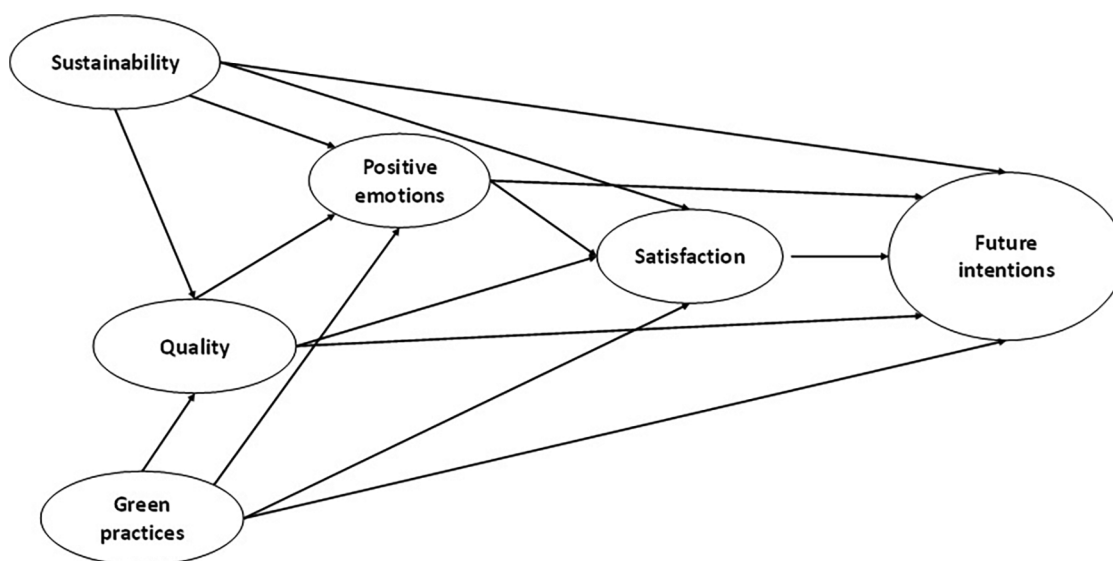 Sustainability
Positive
emotions
Satisfaction
Future
intentions
Quality
Green
practices